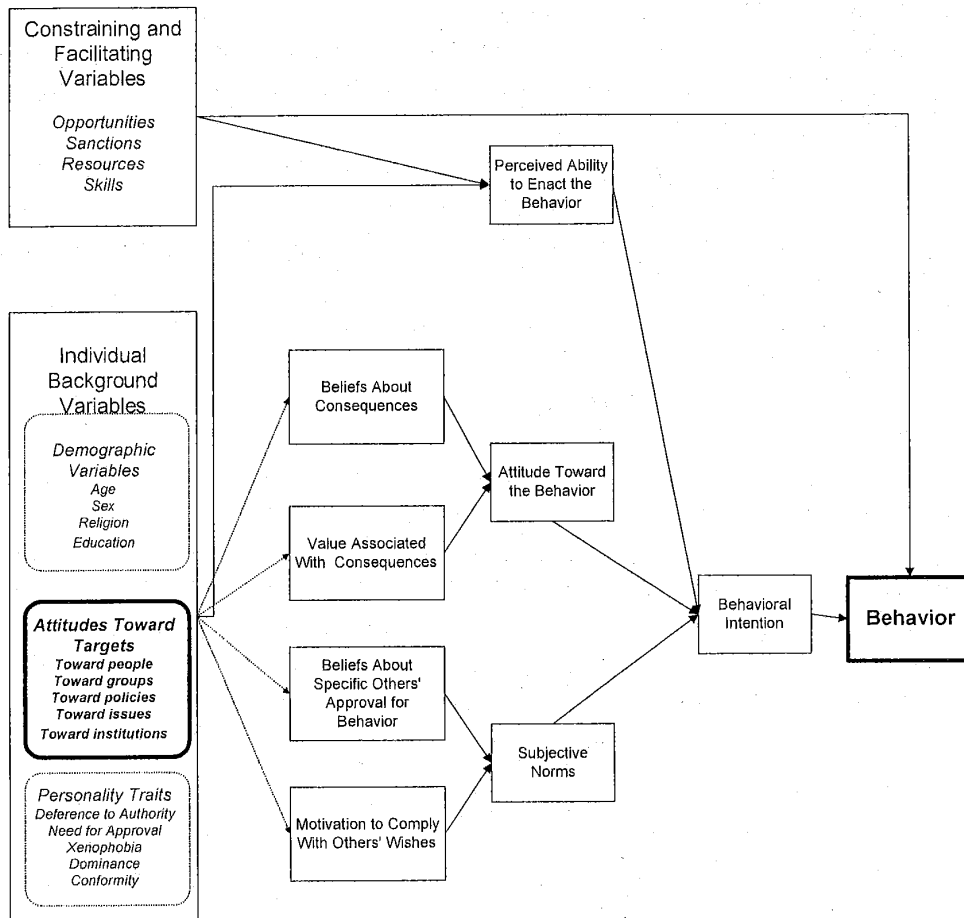 Constraining and
Facilitating
Variables
Opportunities
Sanctions
Resources
Skills
Perceived Ability
to Enact the
Behavior
Individual
Background
Variables
Demographic
Variables
Age
Sex
Religion
Education
Attitudes Toward
Targets
Toward people
Toward groups
Toward policies
Toward issues
Toward institutions
Personality Traits
Deference to Authority
Need for Approval
Xenophobia
Dominance
Conformity
Beliefs About
Consequences
Value Associated
With Consequences
Beliefs About
Specific Others'
Approval for
Behavior
Motivation to Comply
With Others' Wishes
Attitude Toward
the Behavior
Subjective
Norms
Behavioral
Intention
Behavior